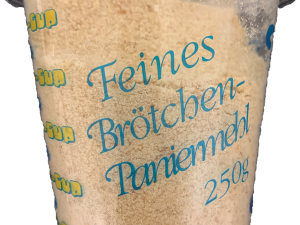 Feines
Brötchen-
Paniermehl
250g